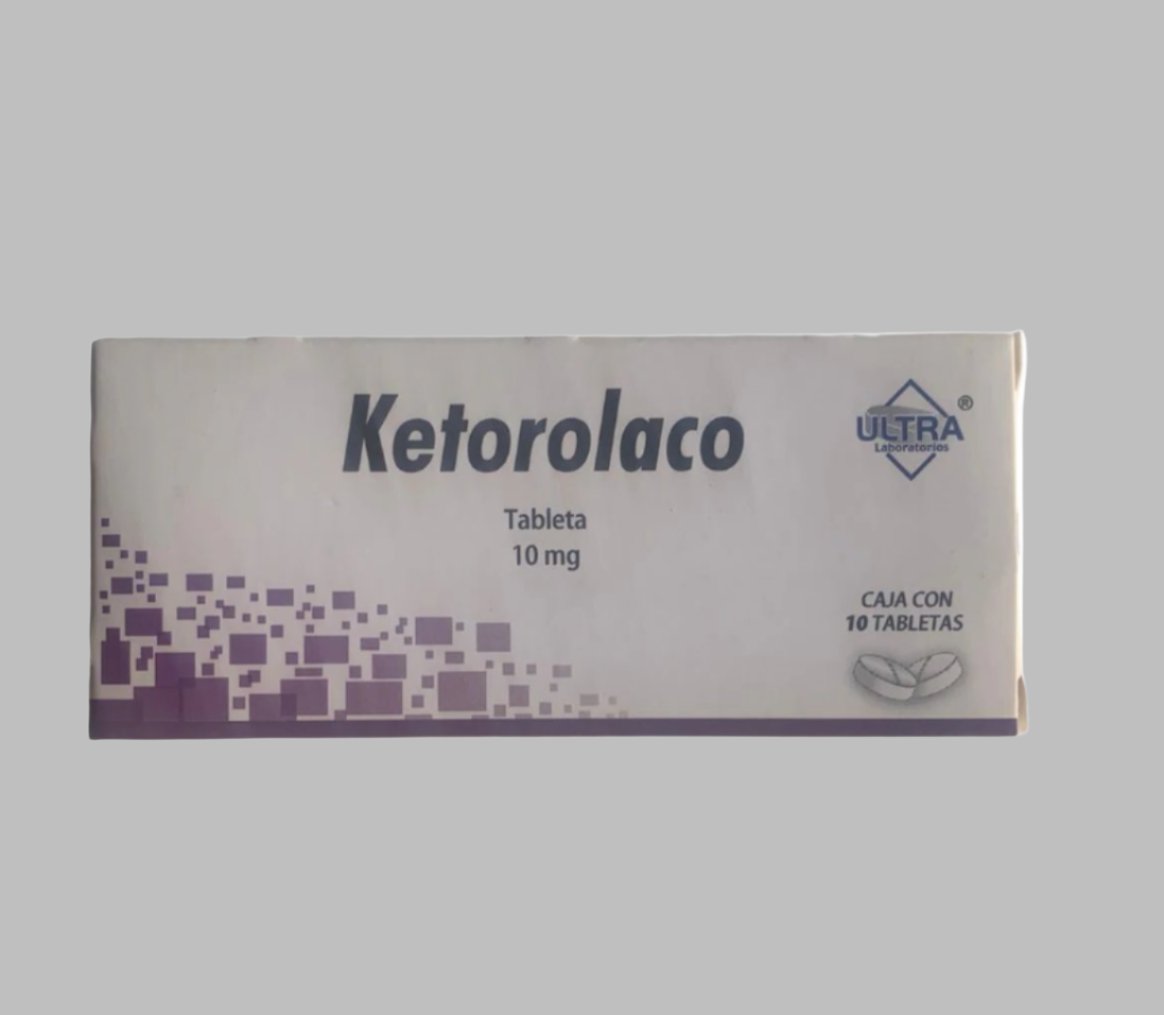 Ketorolaco
ULTRA®
Laboratorios
Tableta
10 mg
CAJA CON
10 TABLETAS